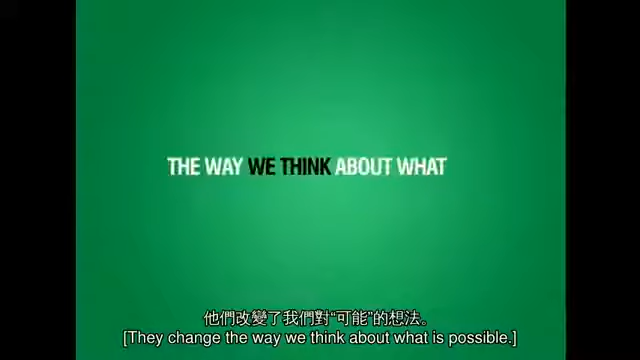 THE WAY WE THINK ABOUT WHAT
他們改變了我們對“可能”的想法。
[They change the way we think about what is possible.]